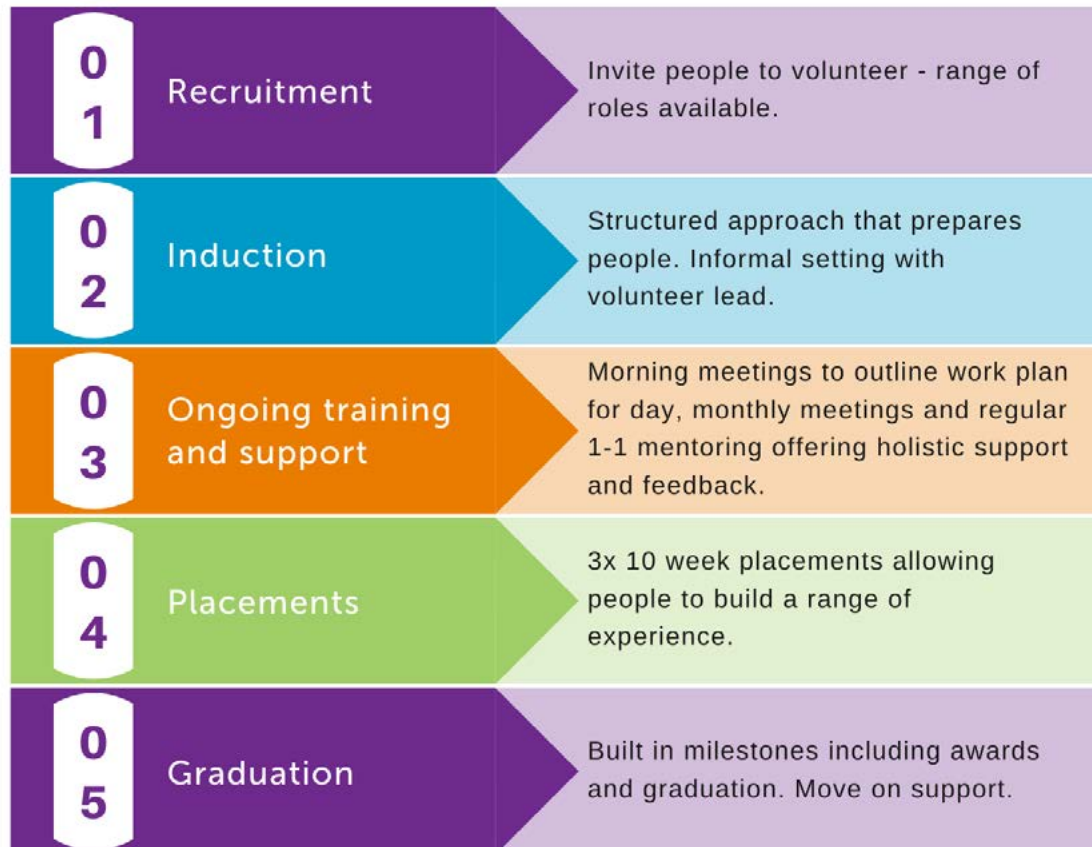 0
1
Recruitment
Invite people to volunteer - range of
roles available.
0
2
Induction
Structured approach that prepares
people. Informal setting with
volunteer lead.
0
3
Ongoing training
and support
Morning meetings to outline work plan
for day, monthly meetings and regular
1-1 mentoring offering holistic support
and feedback.
0
4
Placements
3x 10 week placements allowing
people to build a range of
experience.
0
5
Graduation
Built in milestones including awards
and graduation. Move on support.